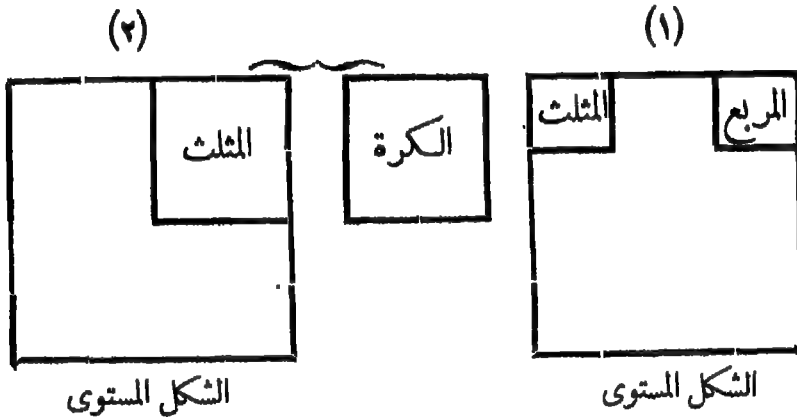 (١) (٢)
المربع المثلث الكرة المثلث
الشكل المستوى الشكل المستوى